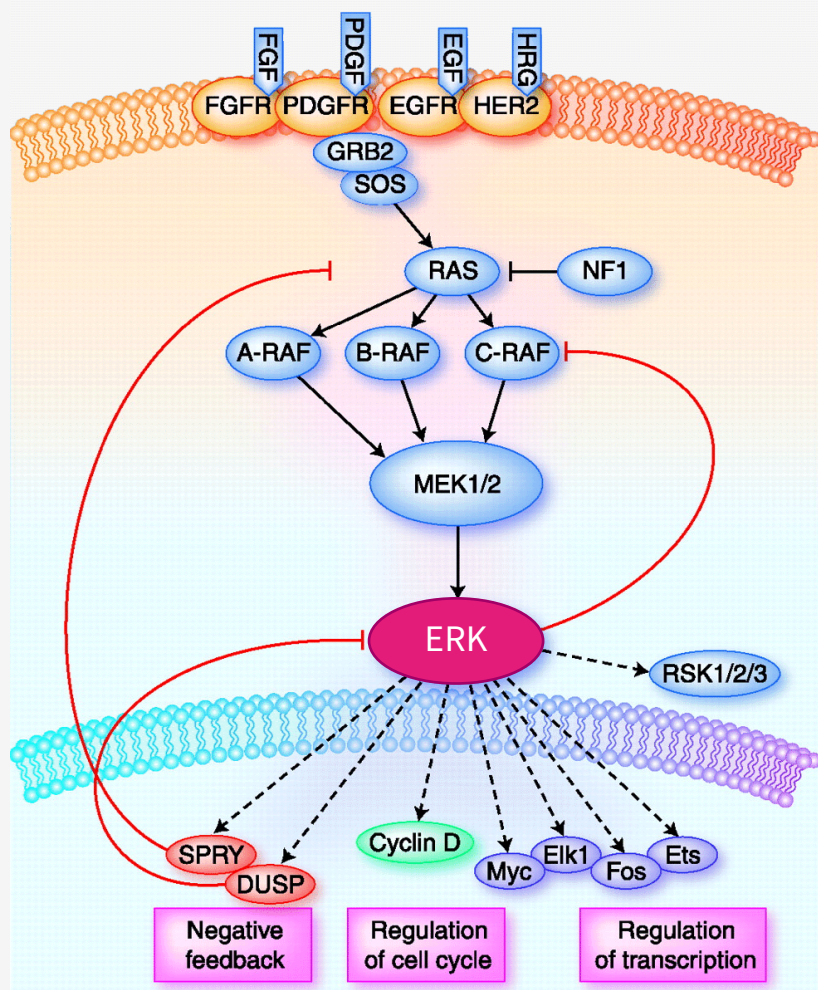 FGF
PDGF
EGF
HRG
FGFR
PDGFR
EGFR
HER2
GRB2
SOS
RAS
NF1
A-RAF
B-RAF
C-RAF
MEK1/2
ERK
RSK1/2/3
SPRY
DUSP
Cyclin D
Myc
Elk1
Fos
Ets
Negative
feedback
Regulation
of cell cycle
Regulation
of transcription